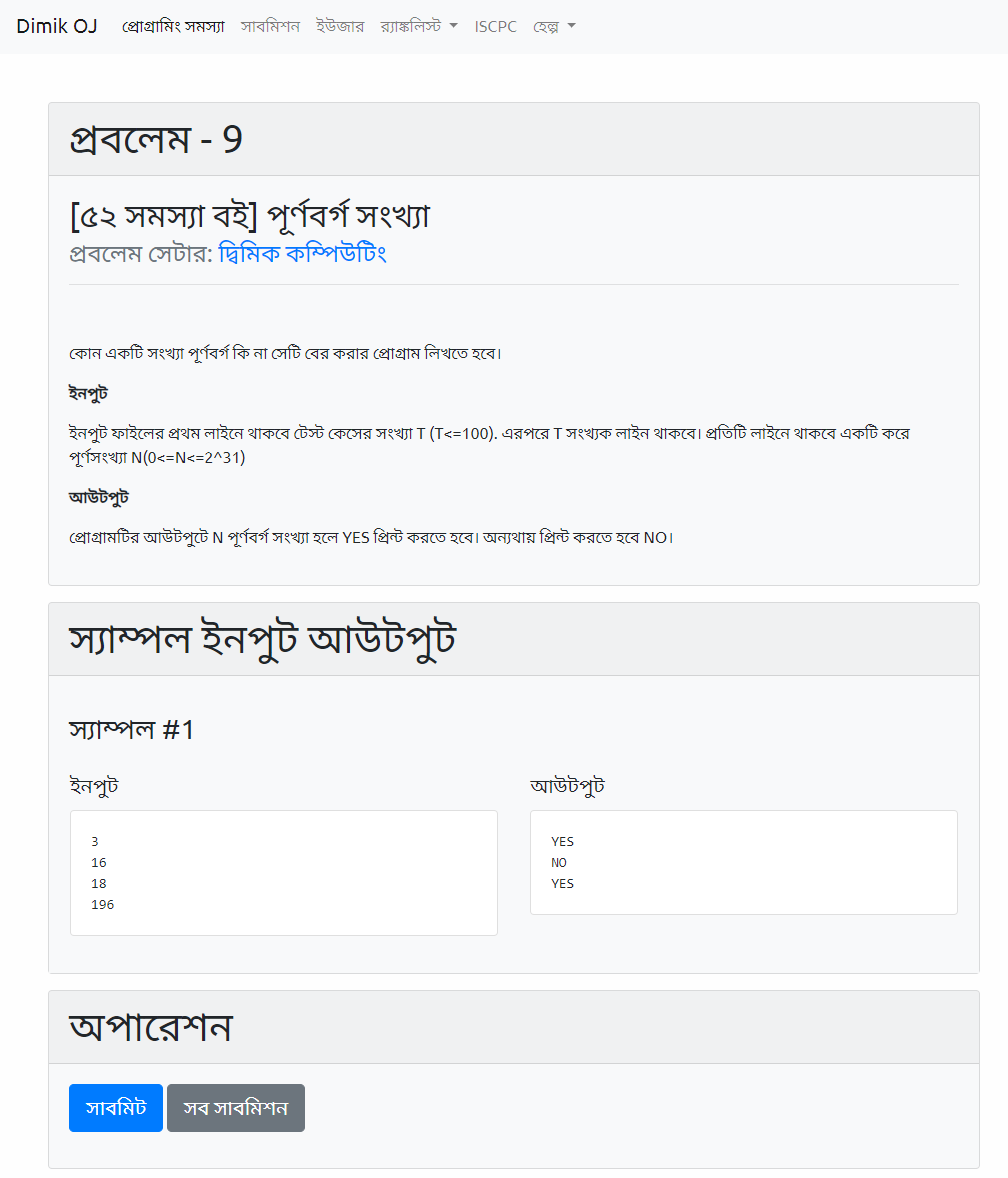 Dimik OJ প্রোগ্রামিং সমস্যা সাবমিশন ইউজার র‍্যাঙ্কলিস্ট ISCPC হেল্প
প্রবলেম - 9
[৫২ সমস্যা বই] পূর্ণবর্গ সংখ্যা
প্রবলেম সেটার: দ্বিমিক কম্পিউটিং
কোন একটি সংখ্যা পূর্ণবর্গ কি না সেটি বের করার প্রোগ্রাম লিখতে হবে।
ইনপুট
ইনপুট ফাইলের প্রথম লাইনে থাকবে টেস্ট কেসের সংখ্যা T (T<=100). এরপরে T সংখ্যক লাইন থাকবে। প্রতিটি লাইনে থাকবে একটি করে
পূর্ণসংখ্যা N(0<=N<=2^31)
আউটপুট
প্রোগ্রামটির আউটপুটে N পূর্ণবর্গ সংখ্যা হলে YES প্রিন্ট করতে হবে। অন্যথায় প্রিন্ট করতে হবে NO।
স্যাম্পল ইনপুট আউটপুট
স্যাম্পল #1
ইনপুট
3
16
18
196
আউটপুট
YES
NO
YES
অপারেশন
সাবমিট সব সাবমিশন